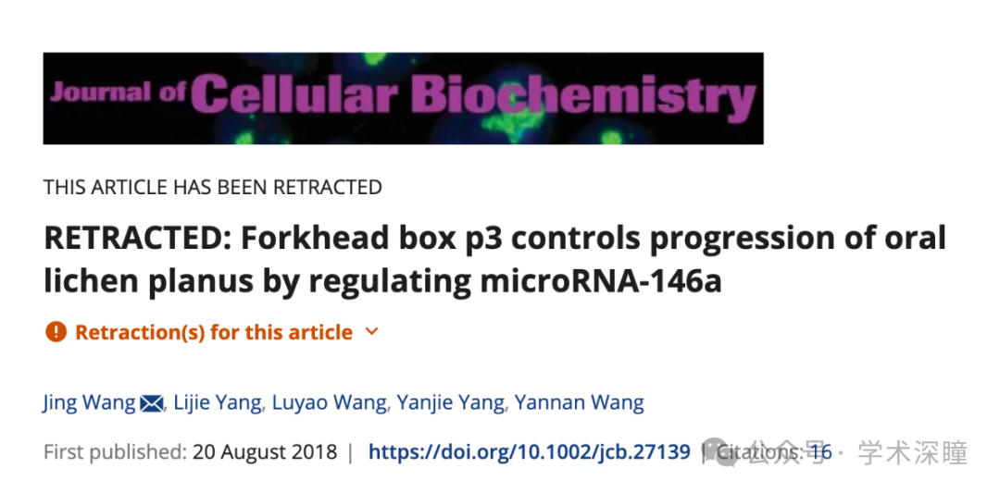 Journal of Cellular Biochemistry
THIS ARTICLE HAS BEEN RETRACTED
RETRACTED: Forkhead box p3 controls progression of oral
lichen planus by regulating microRNA-146a
Retraction(s) for this article
Jing Wang, Lijie Yang, Luyao Wang, Yanjie Yang, Yannan Wang
First published: 20 August 2018 | https://doi.org/10.1002/jcb.27139 | Citations: 16
公众号 · 学术深瞳